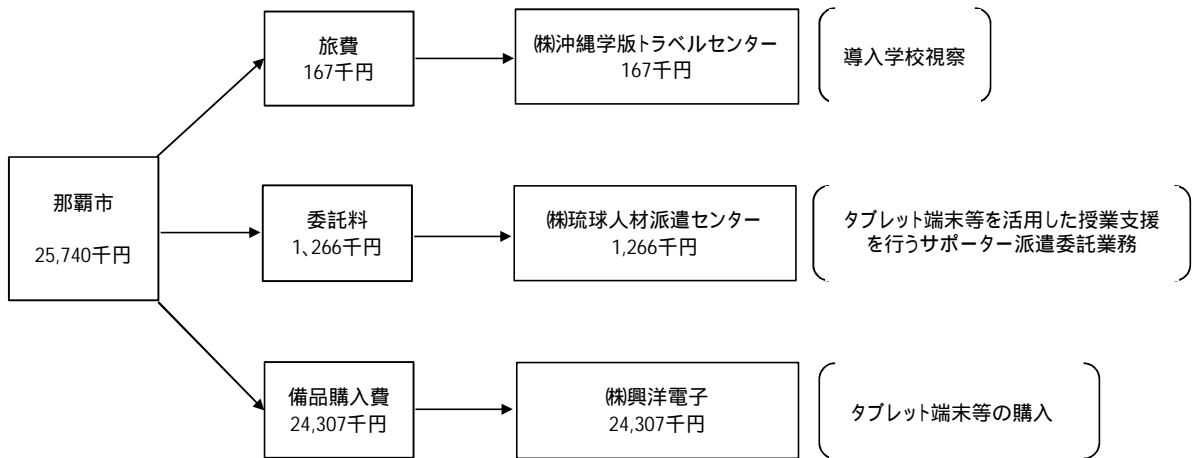 旅費
167千円
㈱沖縄学版トラベルセンター
167千円
導入学校視察
那覇市
25,740千円
委託料
1、266千円
㈱琉球人材派遣センター
1,266千円
タブレット端末等を活用した授業支援
を行うサポーター派遣委託業務
備品購入費
24,307千円
㈱興洋電子
24,307千円
タブレット端末等の購入